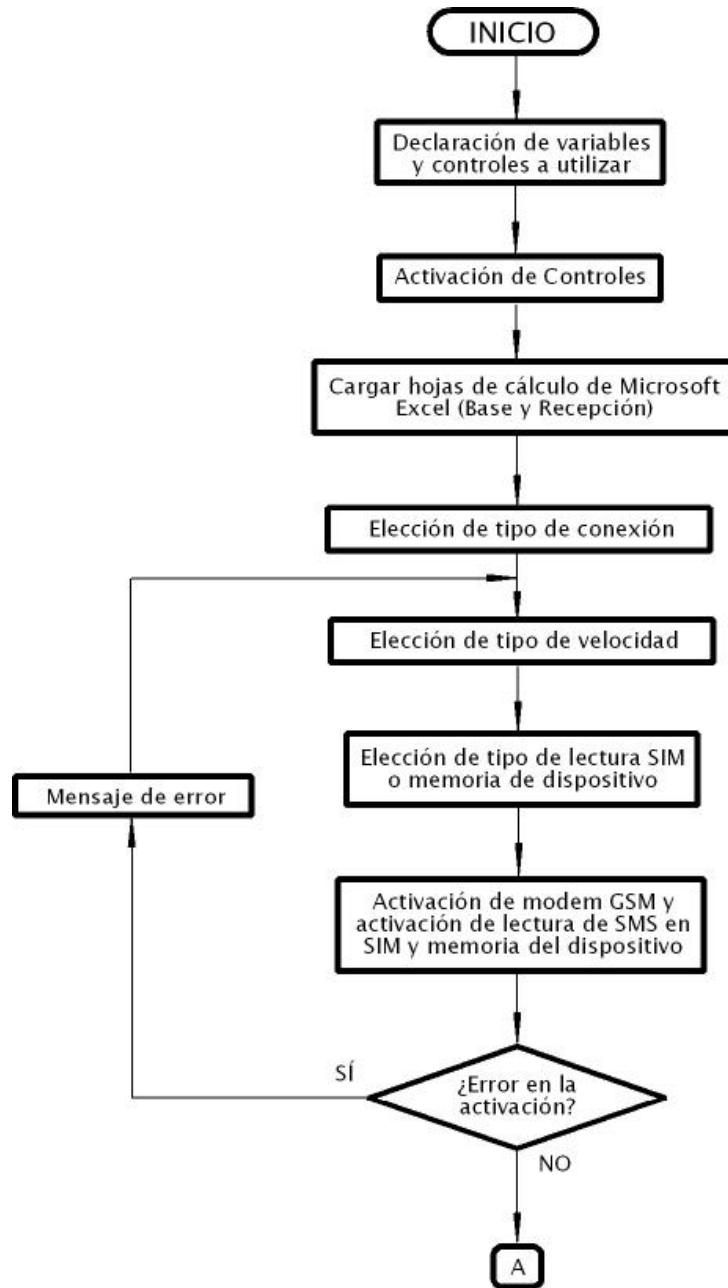 INICIO
Declaración de variables
y controles a utilizar
Activación de Controles
Cargar hojas de cálculo de Microsoft
Excel (Base y Recepción)
Elección de tipo de conexión
Elección de tipo de velocidad
Elección de tipo de lectura SIM
o memoria de dispositivo
Mensaje de error
Activación de modem GSM y
activación de lectura de SMS en
SIM y memoria del dispositivo
SÍ
¿Error en la
activación?
NO
A